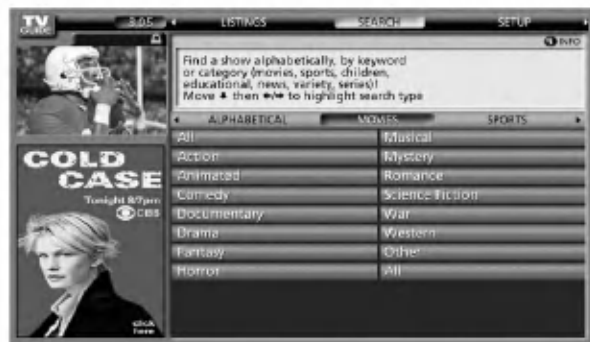 TV
GUIDE
8:05
LISTINGS
SEARCH
SETUP
INFO
Find a show alphabetically, by keyword
or category (movies, sports, children,
educational, news, variety, series)!
Move ⬇ then ⬅/➡ to highlight search type
ALPHABETICAL
MOVIES
SPORTS
All
Musical
Action
Mystery
Animated
Romance
Comedy
Science Fiction
Documentary
War
Drama
Western
Fantasy
Other
Horror
All
COLD
CASE
Tonight 8/7pm
CBS
click
here